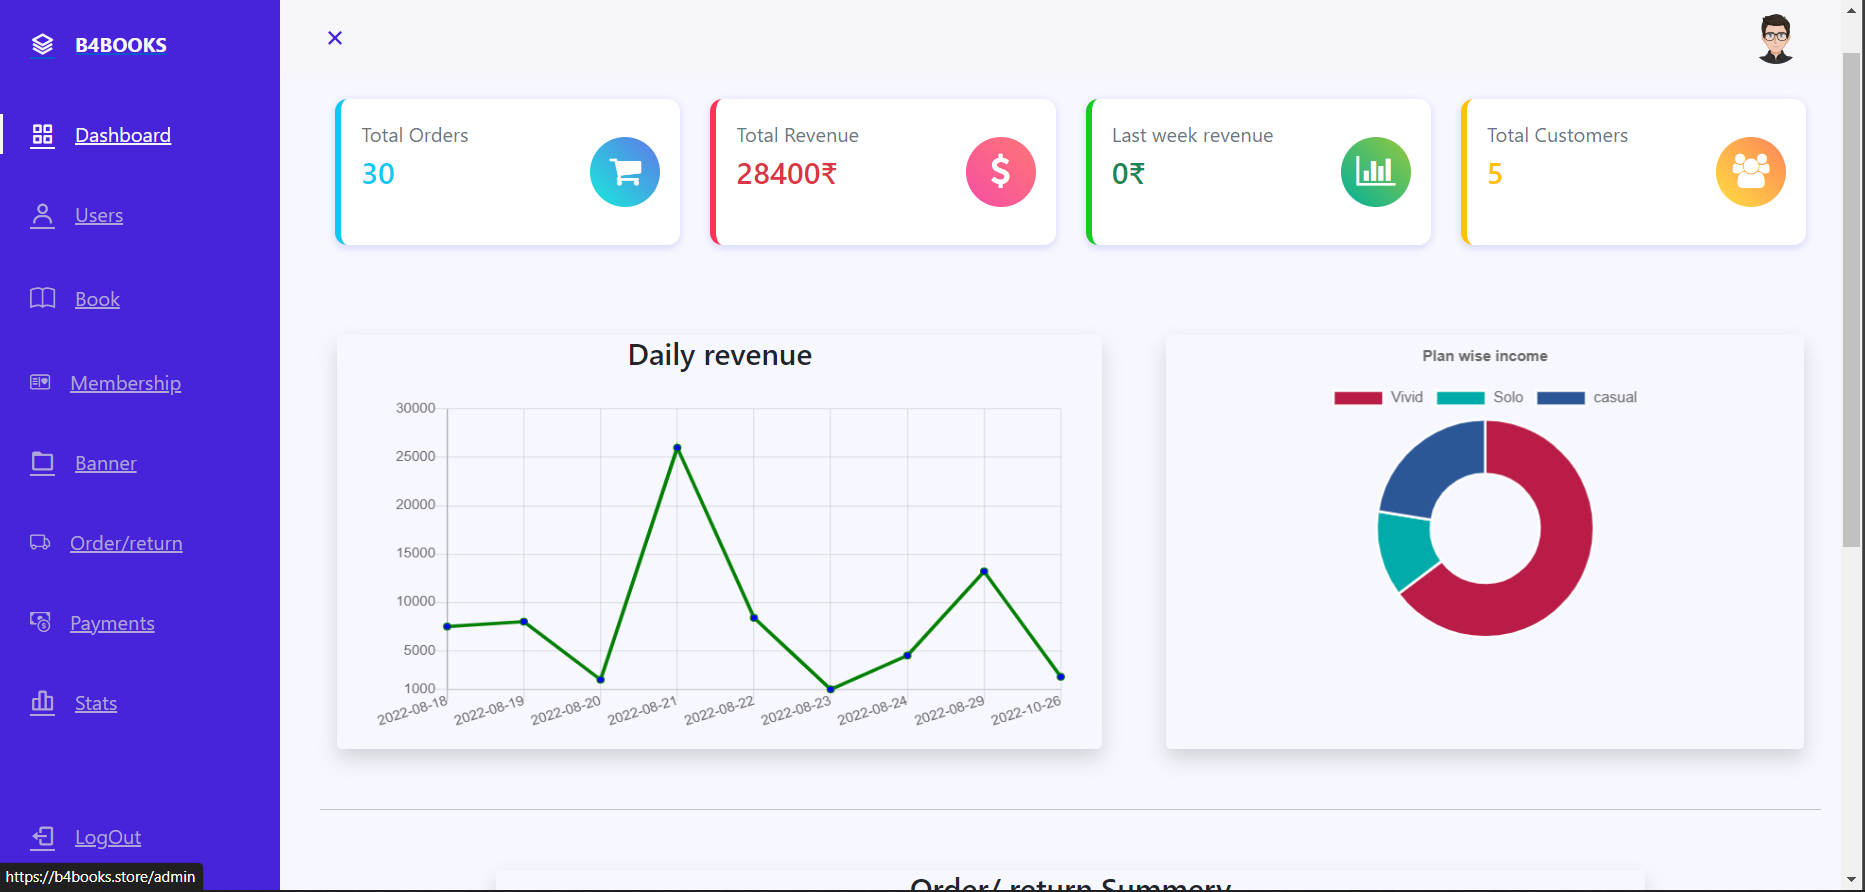 B4BOOKS
Dashboard
Users
Book
Membership
Banner
Order/return
Payments
Stats
LogOut
https://b4books.store/admin
Total Orders
30
Total Revenue
28400₹
$
Last week revenue
0₹
Total Customers
5
Daily revenue
30000
25000
20000
15000
10000
5000
1000
2022-08-18 2022-08-19 2022-08-20 2022-08-21 2022-08-22 2022-08-23 2022-08-24 2022-08-29 2022-10-26
Plan wise income
Vivid Solo casual
Order/ return Summery